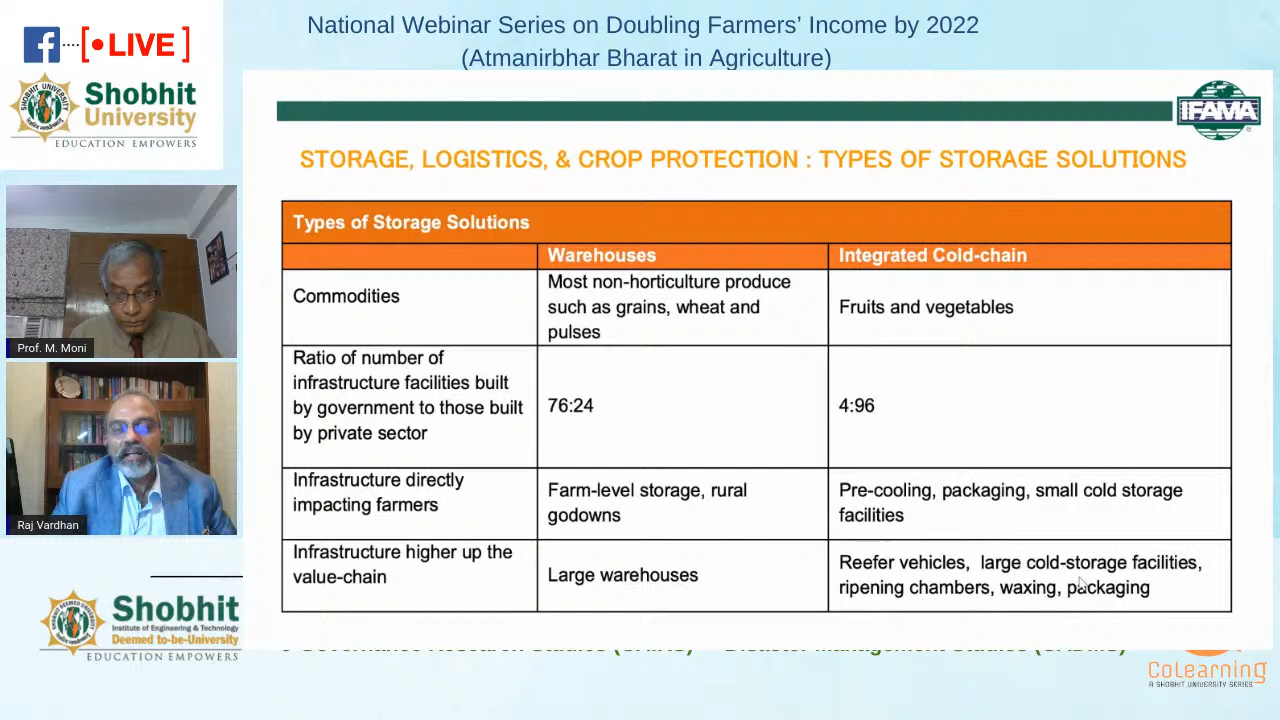 National Webinar Series on Doubling Farmers’ Income by 2022
(Atmanirbhar Bharat in Agriculture)
f
LIVE
Shobhit
University
EDUCATION EMPOWERS
IFAMA
STORAGE, LOGISTICS, & CROP PROTECTION : TYPES OF STORAGE SOLUTIONS
Types of Storage Solutions
Warehouses
Integrated Cold-chain
Commodities
Most non-horticulture produce
such as grains, wheat and
pulses
Fruits and vegetables
Ratio of number of
infrastructure facilities built
by government to those built
by private sector
76:24
4:96
Infrastructure directly
impacting farmers
Farm-level storage, rural
godowns
Pre-cooling, packaging, small cold storage
facilities
Infrastructure higher up the
value-chain
Large warehouses
Reefer vehicles, large cold-storage facilities,
ripening chambers, waxing, packaging
Prof. M. Moni
Raj Vardhan
Shobhit
Institute of Engineering & Technology
Deemed to-be-University
EDUCATION EMPOWERS
CoLearning
A SHOBHIT UNIVERSITY SERIES